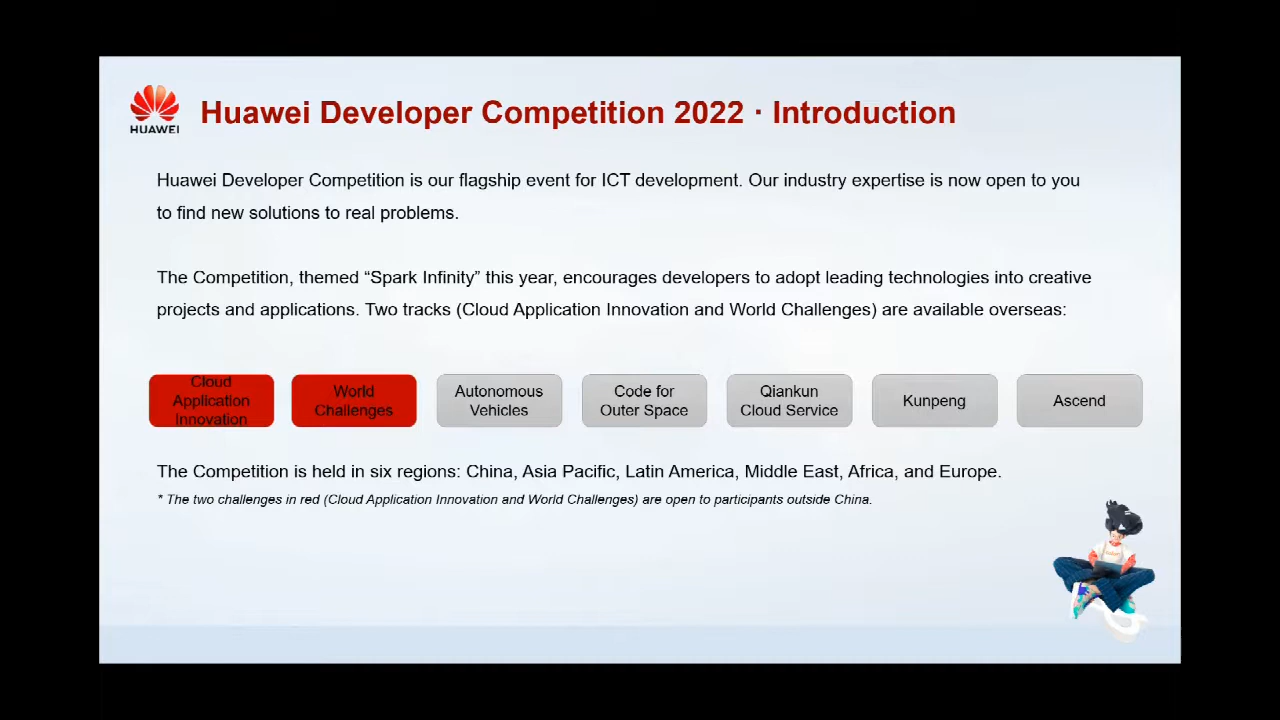 HUAWEI
Huawei Developer Competition 2022 · Introduction
Huawei Developer Competition is our flagship event for ICT development. Our industry expertise is now open to you
to find new solutions to real problems.
The Competition, themed “Spark Infinity” this year, encourages developers to adopt leading technologies into creative
projects and applications. Two tracks (Cloud Application Innovation and World Challenges) are available overseas:
Cloud
Application
Innovation
World
Challenges
Autonomous
Vehicles
Code for
Outer Space
Qiankun
Cloud Service
Kunpeng
Ascend
The Competition is held in six regions: China, Asia Pacific, Latin America, Middle East, Africa, and Europe.
* The two challenges in red (Cloud Application Innovation and World Challenges) are open to participants outside China.